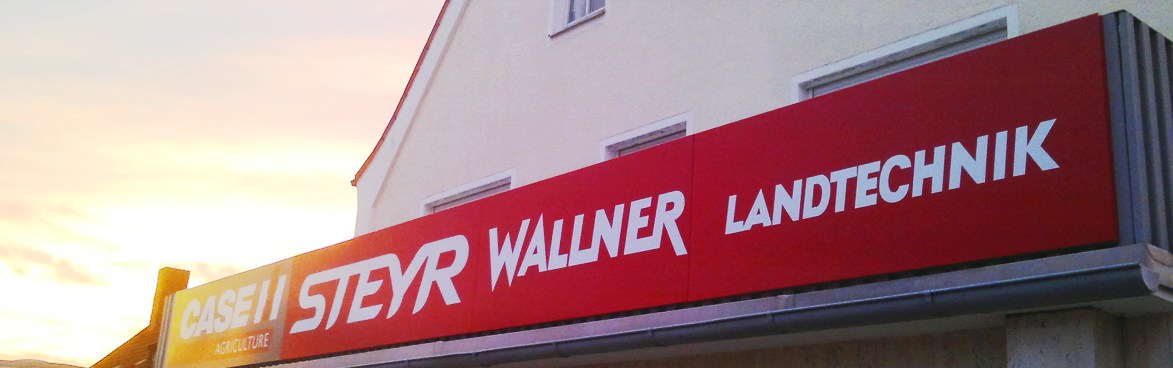 CASE IH STEYR WALLNER LANDTECHNIK
AGRICULTURE